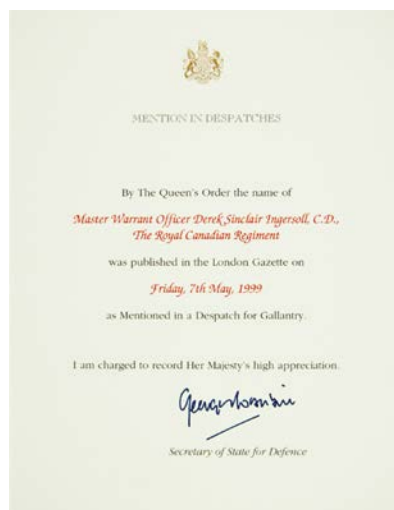 MENTION IN DESPATCHES
By The Queen's Order the name of
Master Warrant Officer Derek Sinclair Ingersoll, C.D.,
The Royal Canadian Regiment
was published in the London Gazette on
Friday, 7th May, 1999
as Mentioned in a Despatch for Gallantry.
I am charged to record Her Majesty's high appreciation.
Secretary of State for Defence